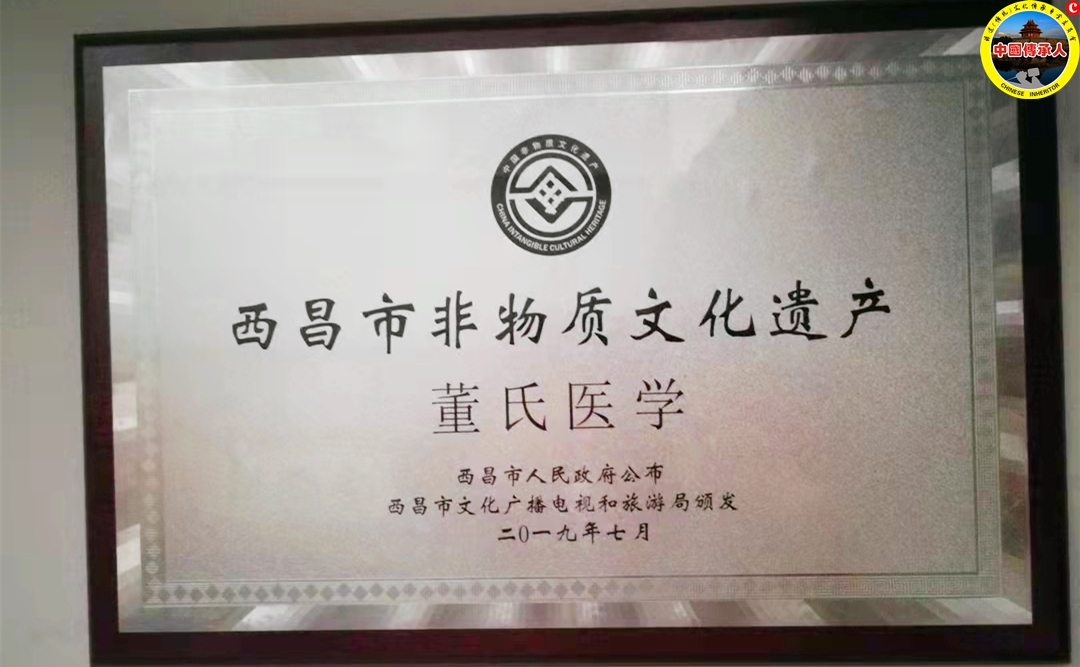 中國傳承人
CHINESE INHERITOR
中国非物质文化遗产
CHINA INTANGIBLE CULTURAL HERITAGE
西昌市非物质文化遗产
董氏医学
西昌市人民政府公布
西昌市文化广播电视和旅游局颁发
二0一九年七月